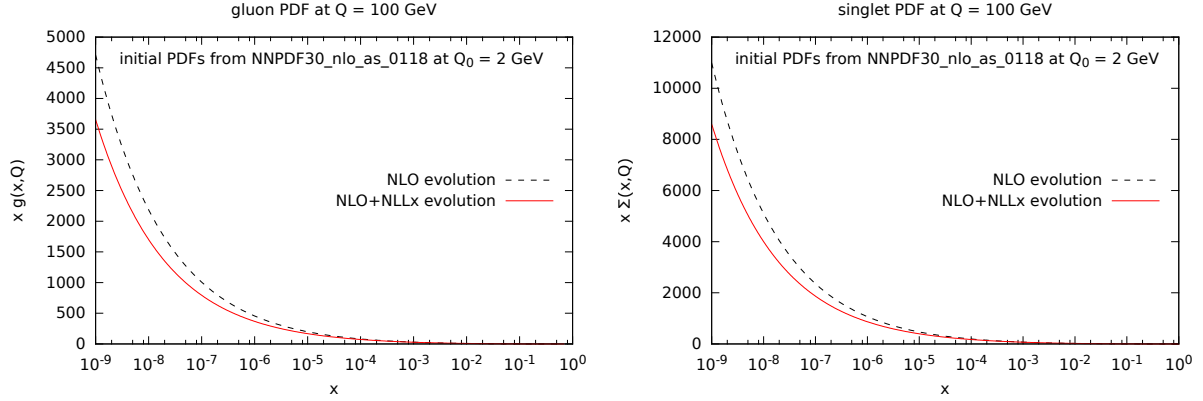 gluon PDF at Q = 100 GeV
initial PDFs from NNPDF30_nlo_as_0118 at Q0 = 2 GeV
x g(x,Q)
5000
4500
4000
3500
3000
2500
2000
1500
1000
500
0
NLO evolution
NLO+NLLx evolution
10-9 10-8 10-7 10-6 10-5 10-4 10-3 10-2 10-1 100
x
singlet PDF at Q = 100 GeV
initial PDFs from NNPDF30_nlo_as_0118 at Q0 = 2 GeV
x Σ(x,Q)
12000
10000
8000
6000
4000
2000
0
NLO evolution
NLO+NLLx evolution
10-9 10-8 10-7 10-6 10-5 10-4 10-3 10-2 10-1 100
x